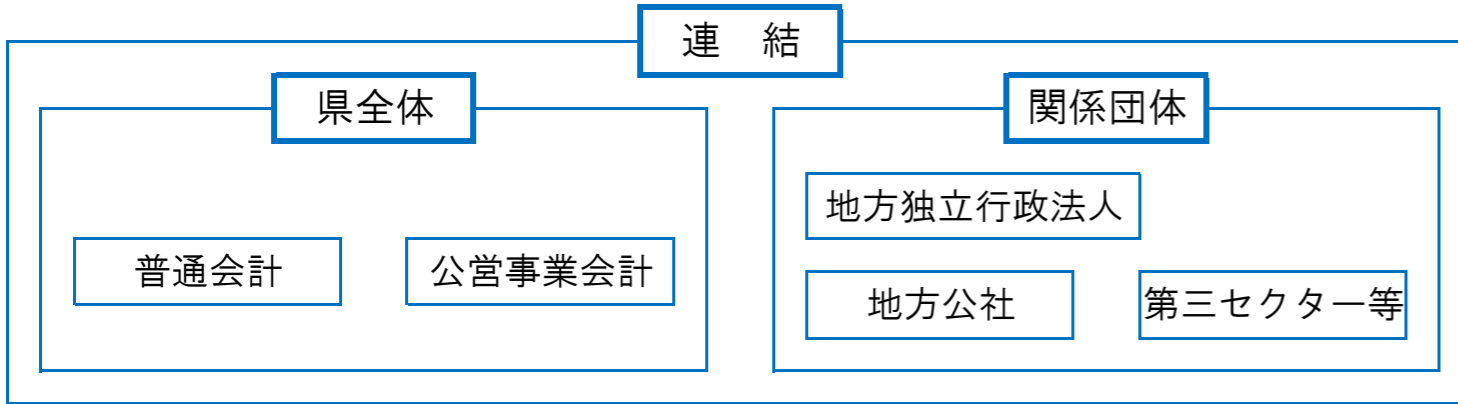 連　結
県全体
普通会計
公営事業会計
関係団体
地方独立行政法人
地方公社
第三セクター等